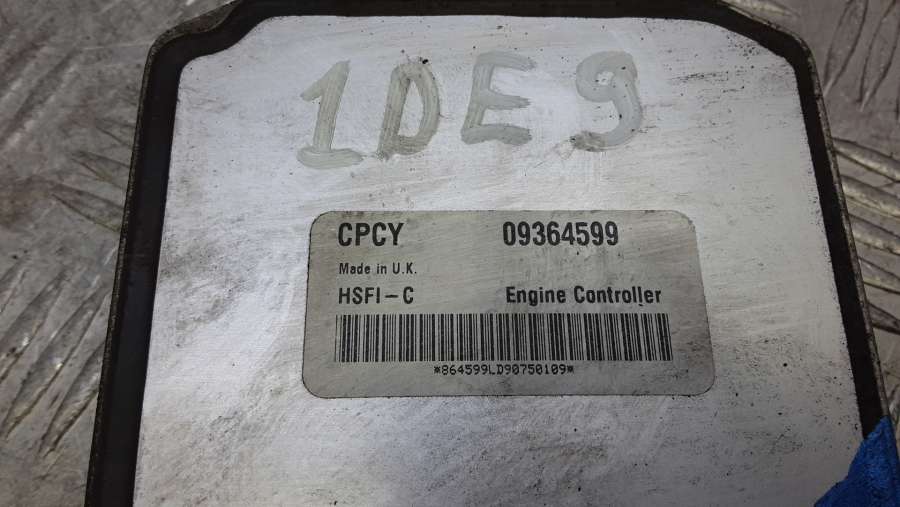 1DE9
CPCY 09364599
Made in U.K.
HSFI-C Engine Controller
*864599LD90750109*